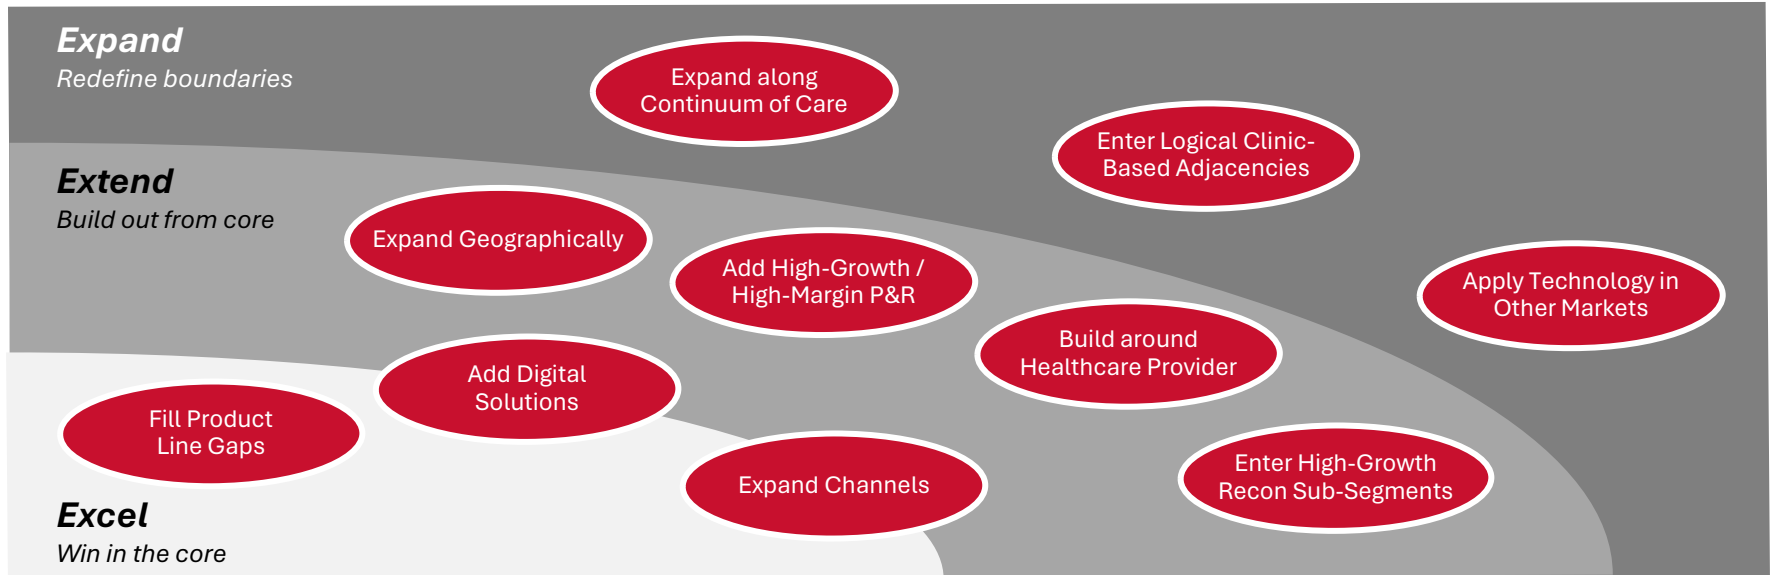 Expand
Redefine boundaries
Expand along
Continuum of Care
Enter Logical Clinic-
Based Adjacencies
Extend
Build out from core
Expand Geographically
Add High-Growth /
High-Margin P&R
Apply Technology in
Other Markets
Build around
Healthcare Provider
Add Digital
Solutions
Fill Product
Line Gaps
Expand Channels
Enter High-Growth
Recon Sub-Segments
Excel
Win in the core